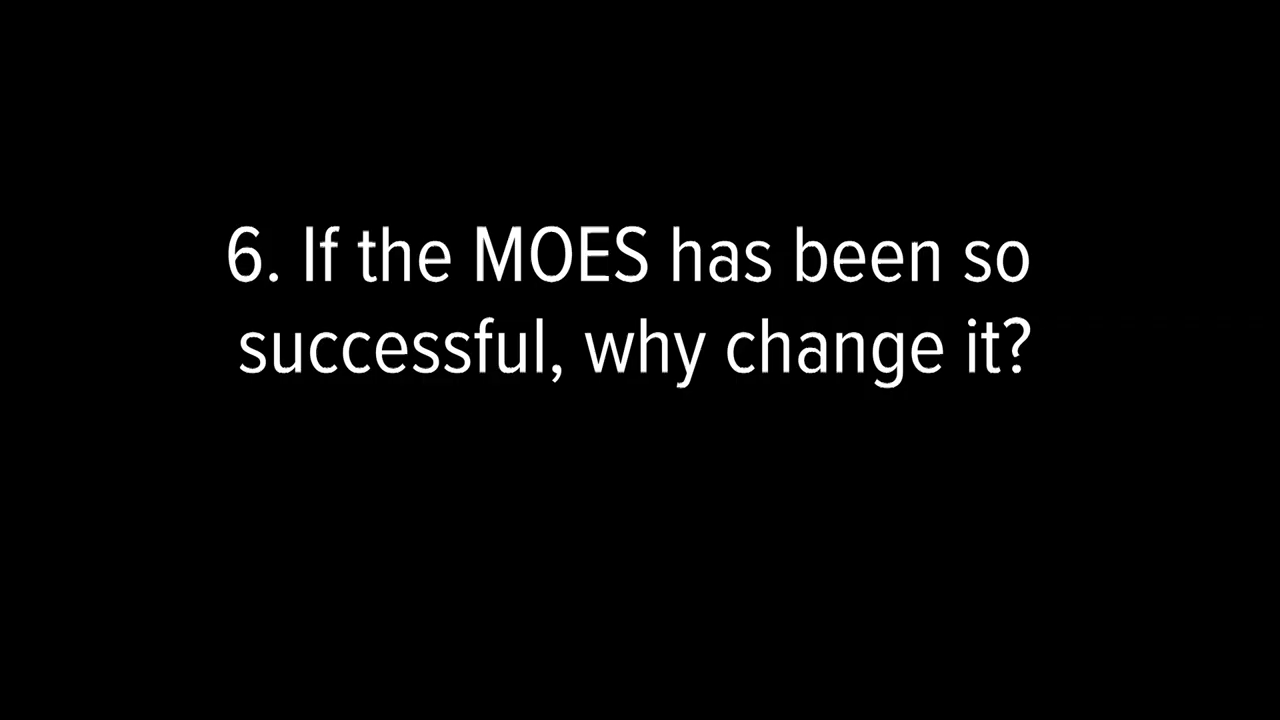 6. If the MOES has been so
successful, why change it?